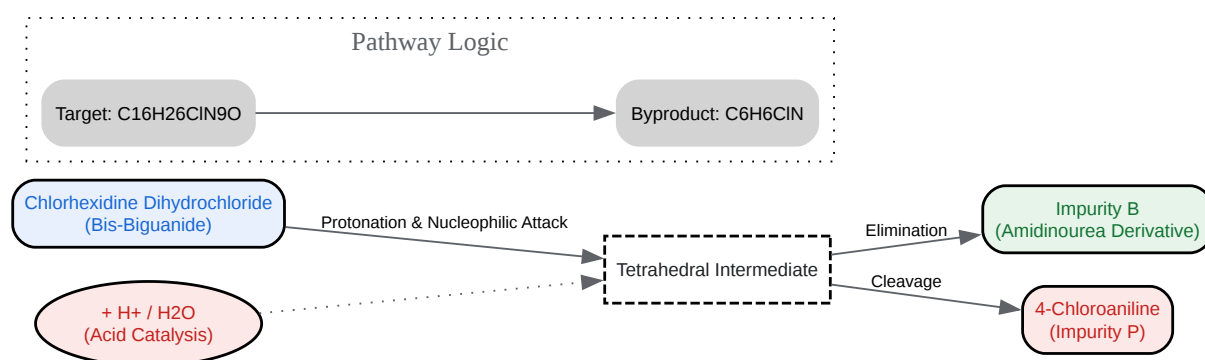 Pathway Logic
Target: C16H26ClN9O
Byproduct: C6H6ClN
Chlorhexidine Dihydrochloride
(Bis-Biguanide)
Protonation & Nucleophilic Attack
+ H+ / H2O
(Acid Catalysis)
Tetrahedral Intermediate
Elimination
Cleavage
Impurity B
(Amidinourea Derivative)
4-Chloroaniline
(Impurity P)